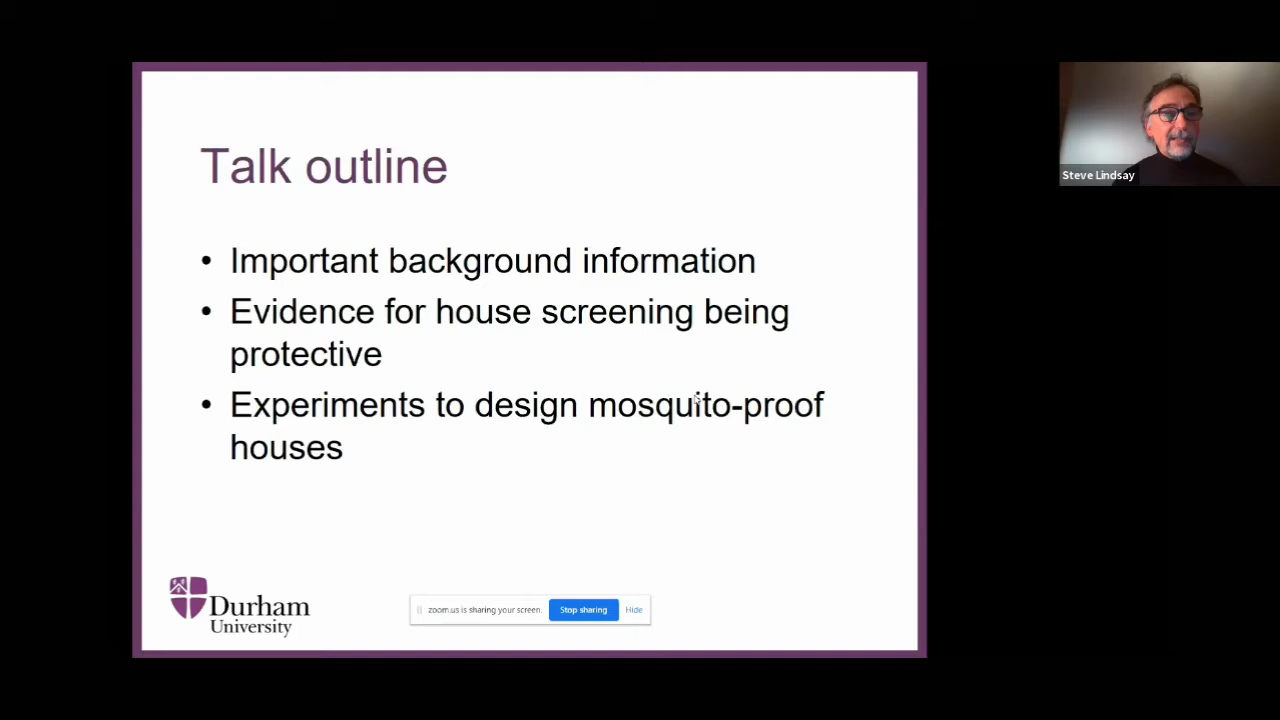 Talk outline
• Important background information
• Evidence for house screening being
protective
• Experiments to design mosquito-proof
houses
Durham
University
zoom.us is sharing your screen. Stop sharing Hide
Steve Lindsay